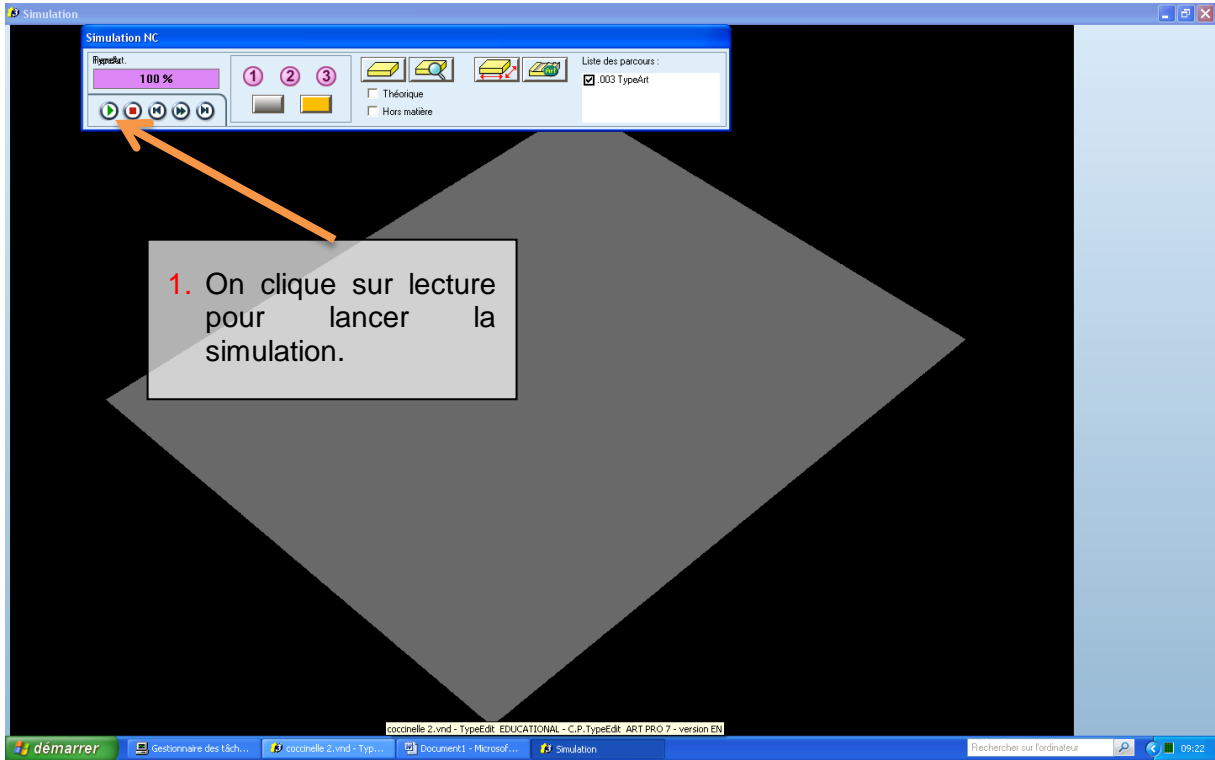 Simulation
Simulation NC
100 %
1 2 3
Théorique
Hors matière
Liste des parcours :
.003 TypeArt
1. On clique sur lecture
pour lancer la
simulation.
coccinelle 2.vnd - TypeEdit EDUCATIONAL - C.P.TypeEdit ART PRO 7 - version EN
démarrer
Gestionnaire des tâch...
coccinelle 2.vnd - Typ...
Document1 - Microsof...
Simulation
Rechercher sur l'ordinateur
09:22